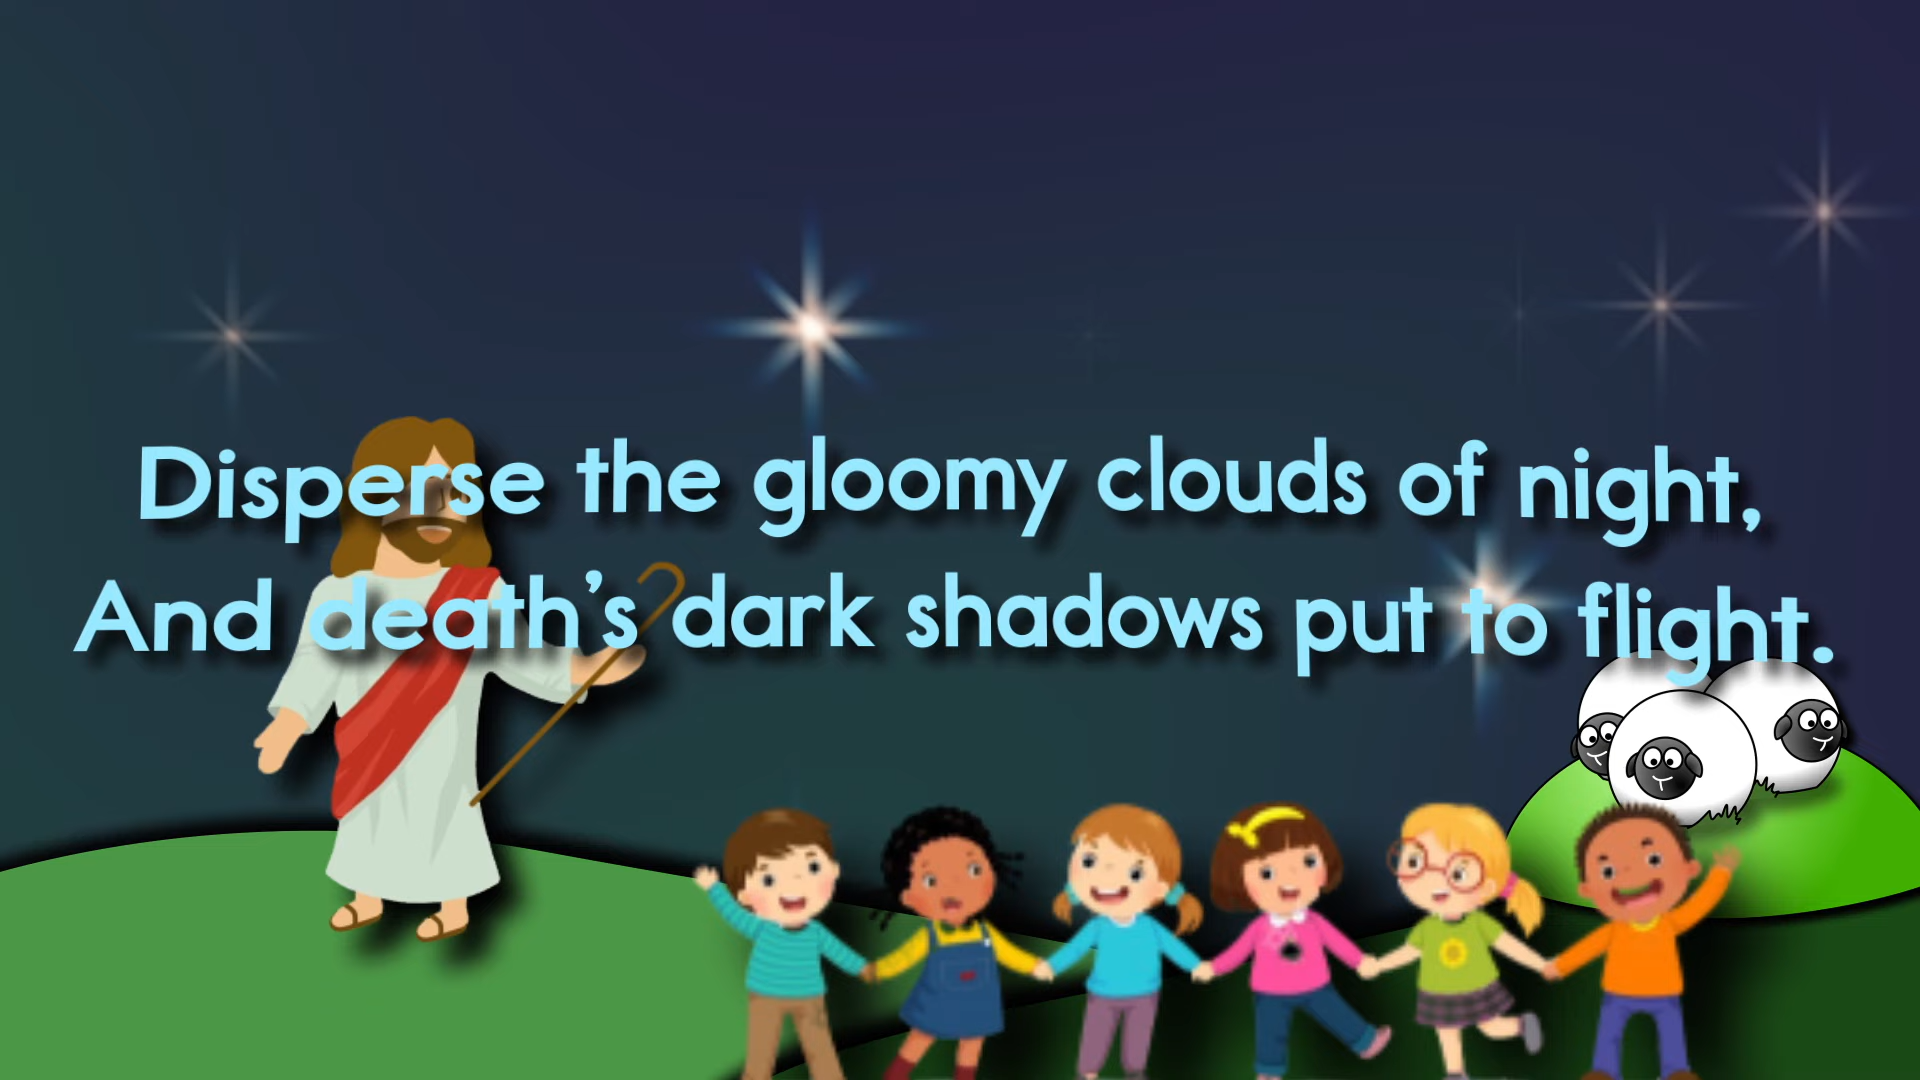 Disperse the gloomy clouds of night,
And death's dark shadows put to flight.